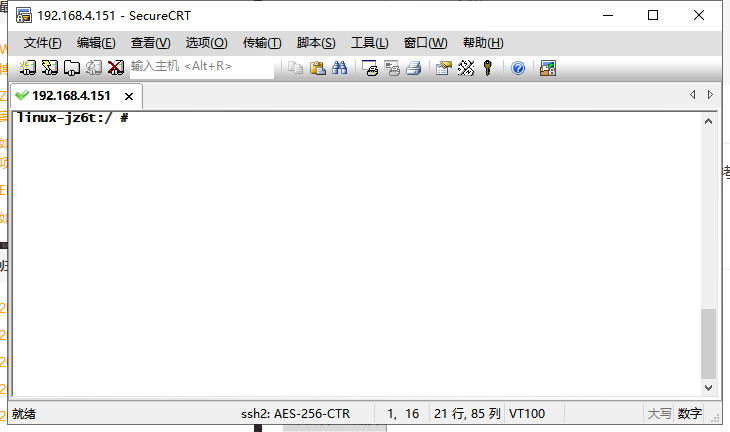 192.168.4.151 - SecureCRT
文件(F) 编辑(E) 查看(V) 选项(O) 传输(T) 脚本(S) 工具(L) 窗口(W) 帮助(H)
输入主机 <Alt+R>
192.168.4.151
linux-jz6t:/ #
就绪 ssh2: AES-256-CTR 1, 16 21 行, 85 列 VT100 大写 数字